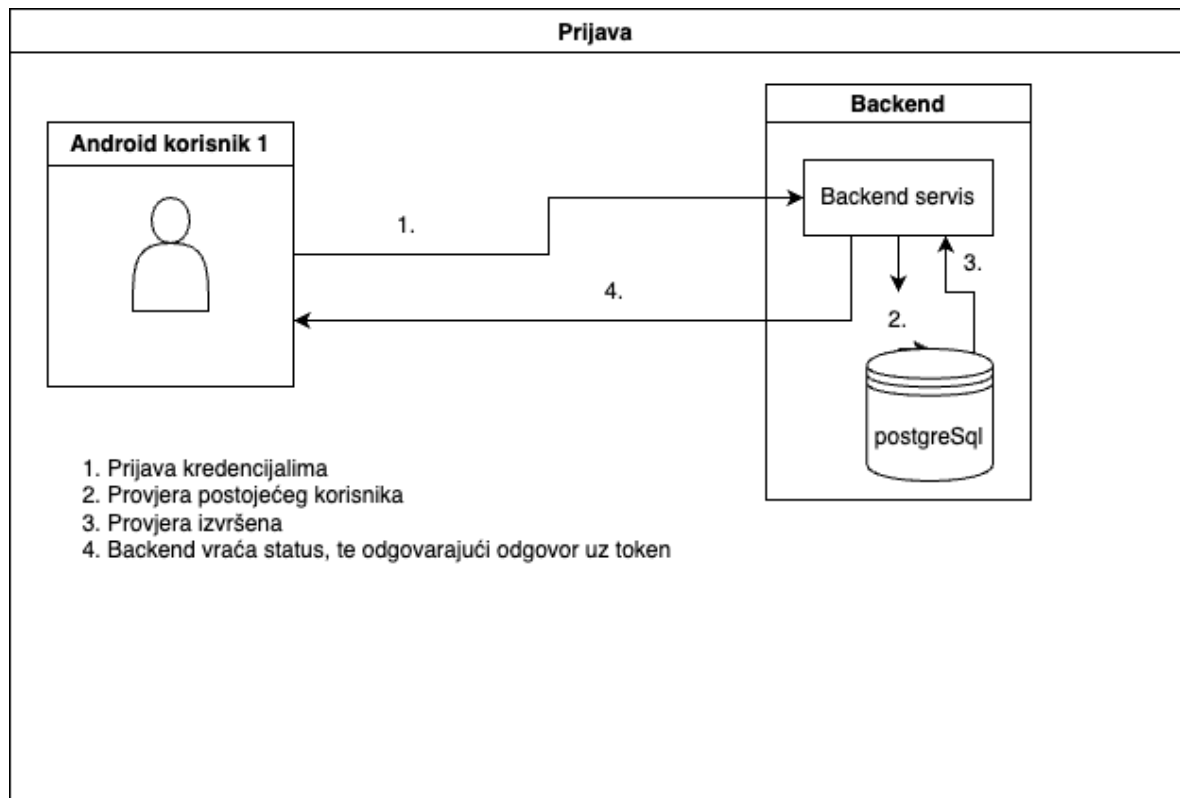 Prijava
Backend
Android korisnik 1
Backend servis
1.
3.
4.
2.
postgreSql
1. Prijava kredencijalima
2. Provjera postojećeg korisnika
3. Provjera izvršena
4. Backend vraća status, te odgovarajući odgovor uz token